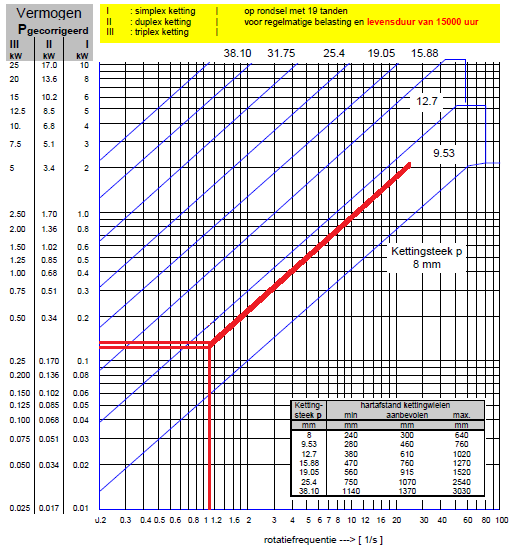 Vermogen
Pgecorrigeerd
III II I
kW kW kW
I : simplex ketting | op rondsel met 19 tanden
II : duplex ketting | voor regelmatige belasting en levensduur van 15000 uur
III : triplex ketting |
38.10 31.75 25.4 19.05 15.88
12.7
9.53
Kettingsteek p
8 mm
25 17.0 10
20 13.6 8
15 10.2 6
12.5 8.5 5
10. 6.8 4
7.5 5.1 3
5 3.4 2
2.50 1.70 1.0
2.00 1.36 0.8
1.50 1.02 0.6
1.25 0.85 0.5
1.00 0.68 0.4
0.75 0.51 0.3
0.50 0.34 0.2
0.25 0.170 0.1
0.200 0.136 0.08
0.150 0.102 0.06
0.125 0.085 0.05
0.100 0.068 0.04
0.075 0.051 0.03
0.050 0.034 0.02
0.025 0.017 0.01
Ketting- hartafstand kettingwielen
steek p min aanbevolen max.
mm mm mm mm
8 240 300 640
9.53 280 460 760
12.7 380 610 1020
15.88 470 760 1270
19.05 560 915 1520
25.4 750 1070 2540
38.10 1140 1370 3030
0.2 0.3 0.4 0.5 0.6 0.8 1 1.2 1.6 2 3 4 5 6 8 10 12 16 20 30 40 60 80 100
rotatiefrequentie ---> [ 1/s ]